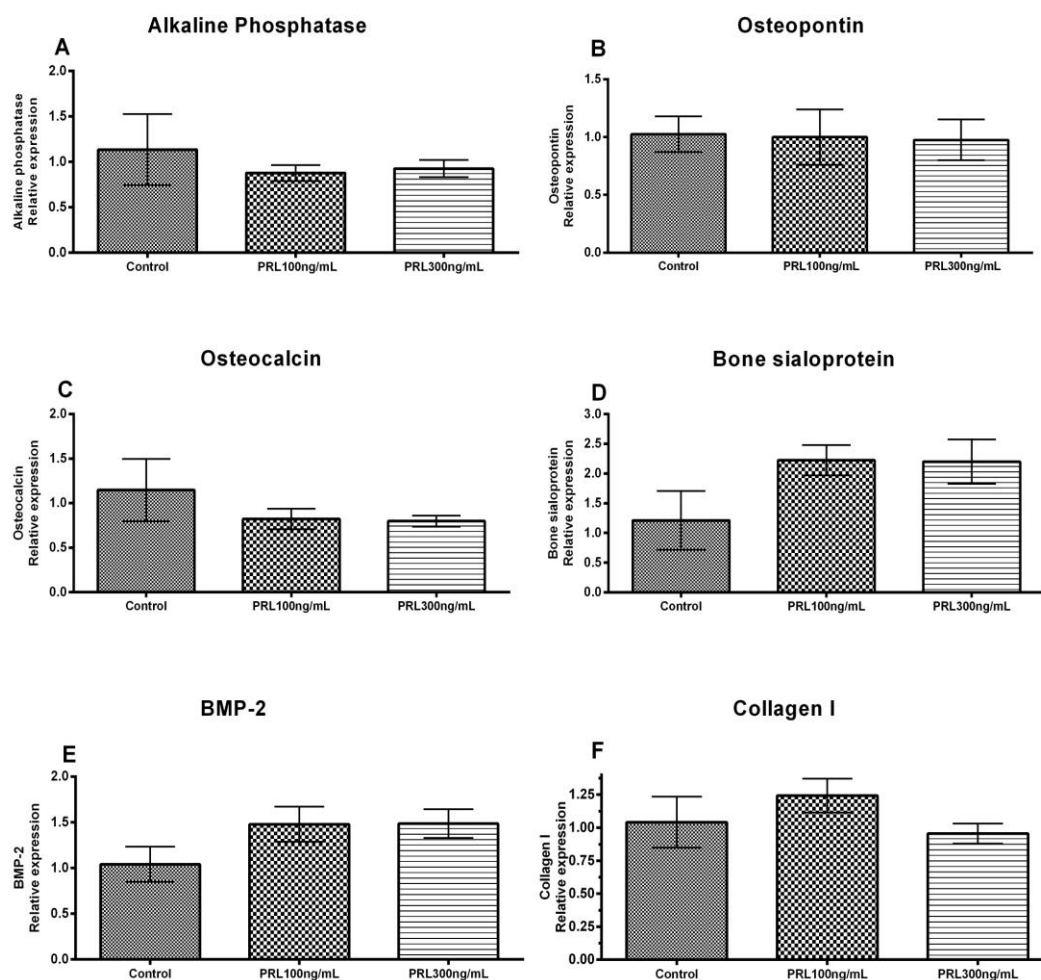 Alkaline Phosphatase
A
Alkaline phosphatase
Relative expression
2.0
1.5
1.0
0.5
0.0
Control
PRL100ng/mL
PRL300ng/mL
Osteopontin
B
Osteopontin
Relative expression
1.5
1.0
0.5
0.0
Control
PRL100ng/mL
PRL300ng/mL
Osteocalcin
C
Osteocalcin
Relative expression
2.0
1.5
1.0
0.5
0.0
Control
PRL100ng/mL
PRL300ng/mL
Bone sialoprotein
D
Bone sialoprotein
Relative expression
3.0
2.5
2.0
1.5
1.0
0.5
0.0
Control
PRL100ng/mL
PRL300ng/mL
BMP-2
E
BMP-2
Relative expression
2.0
1.5
1.0
0.5
0.0
Control
PRL100ng/mL
PRL300ng/mL
Collagen I
F
Collagen I
Relative expression
1.25
1.00
0.75
0.50
0.25
0.00
Control
PRL100ng/mL
PRL300ng/mL